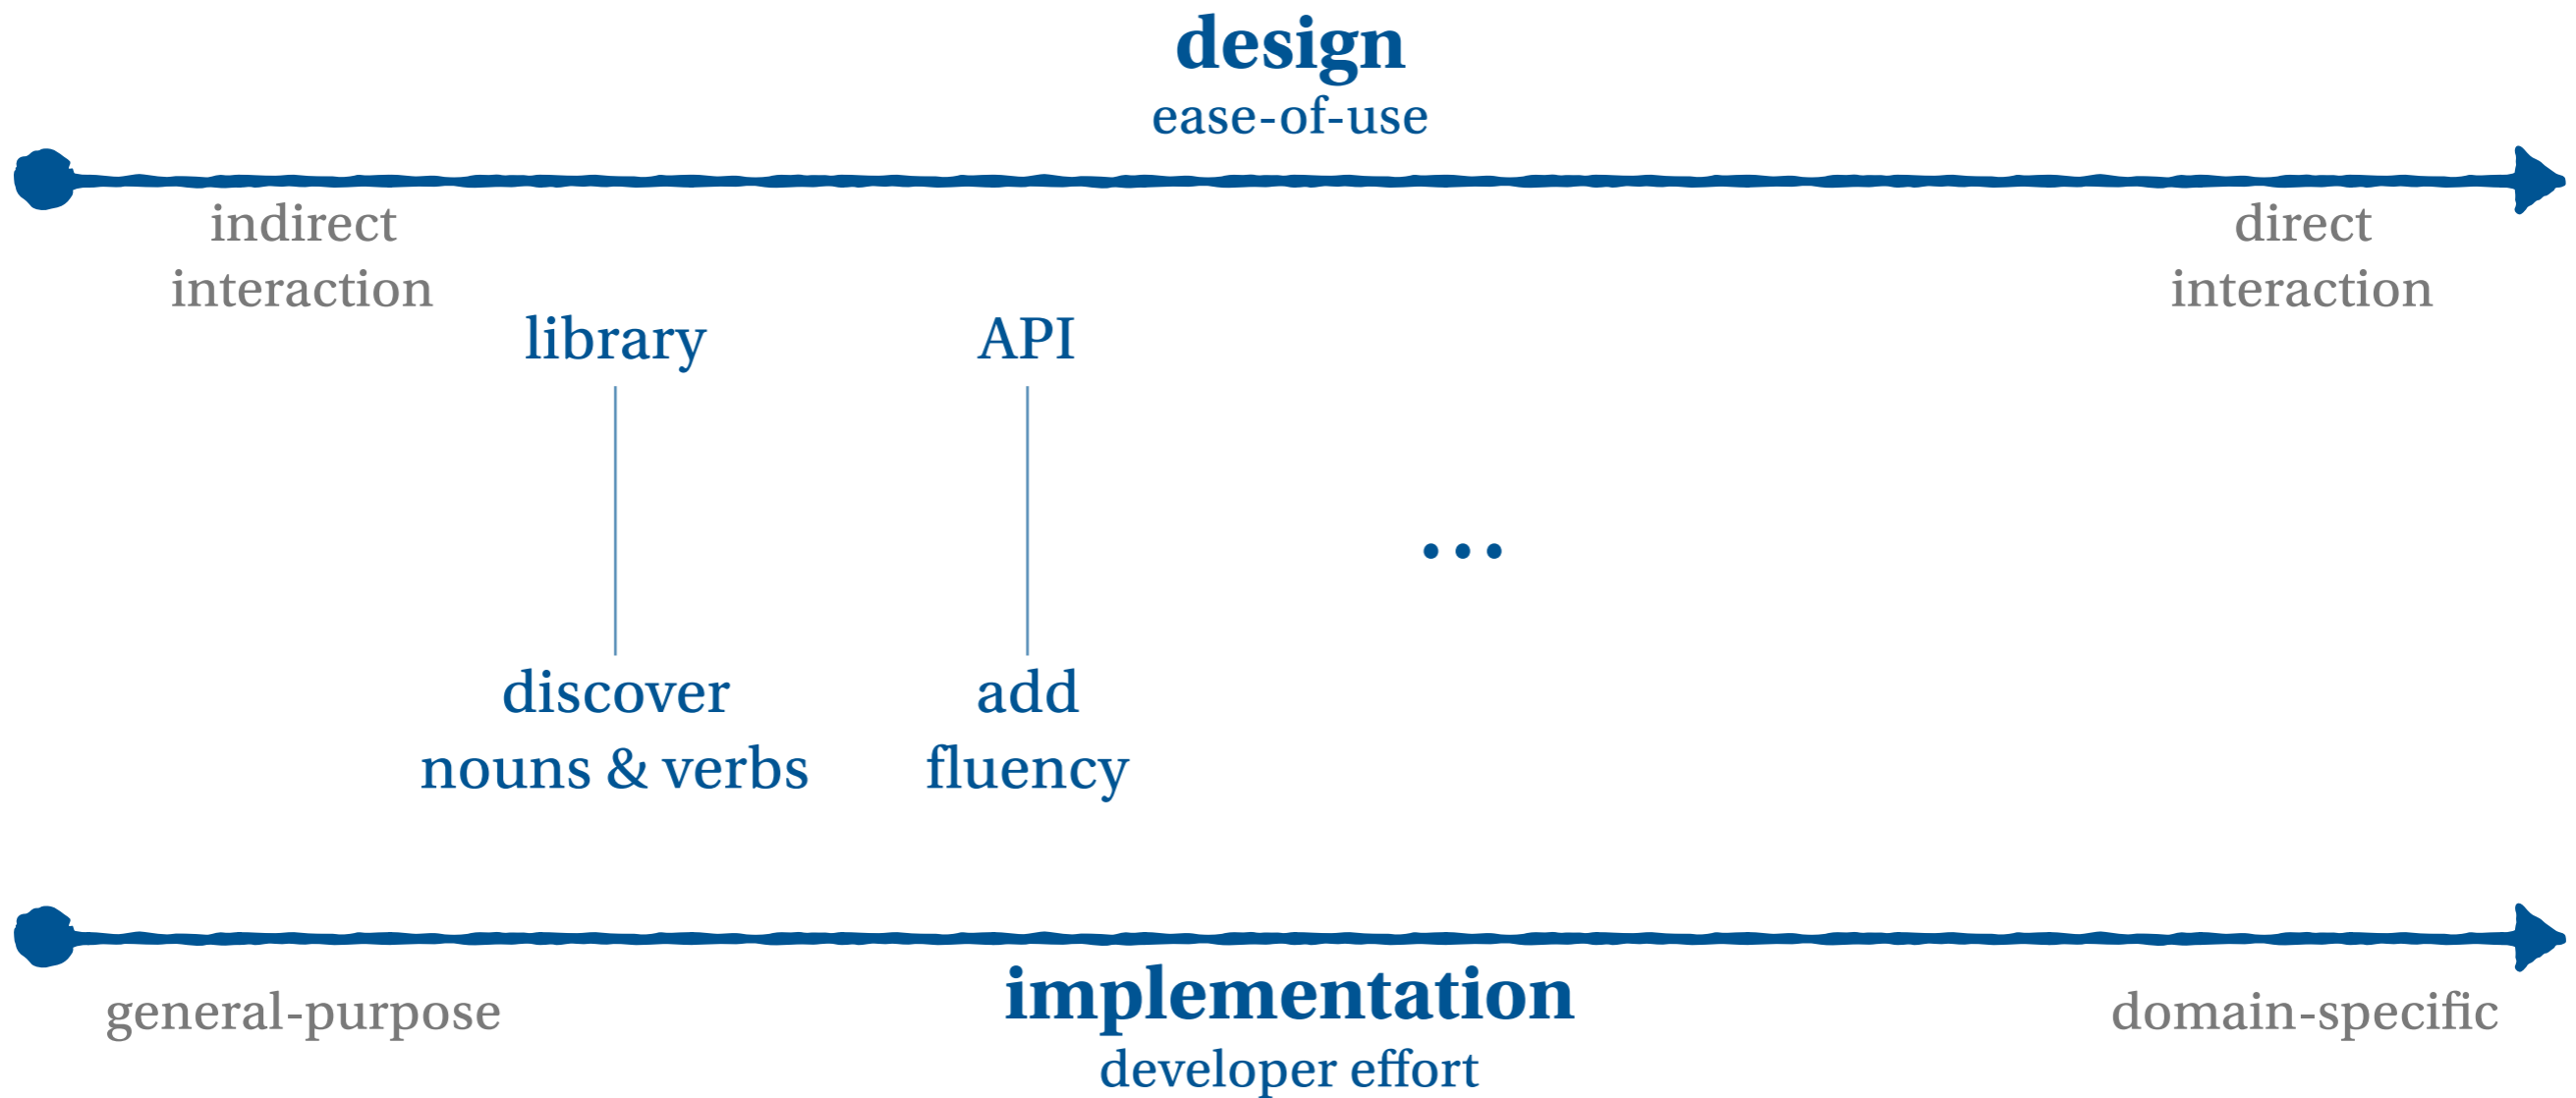 design
ease-of-use
indirect
interaction
direct
interaction
library
API
...
discover
nouns & verbs
add
fluency
implementation
developer effort
general-purpose
domain-specific